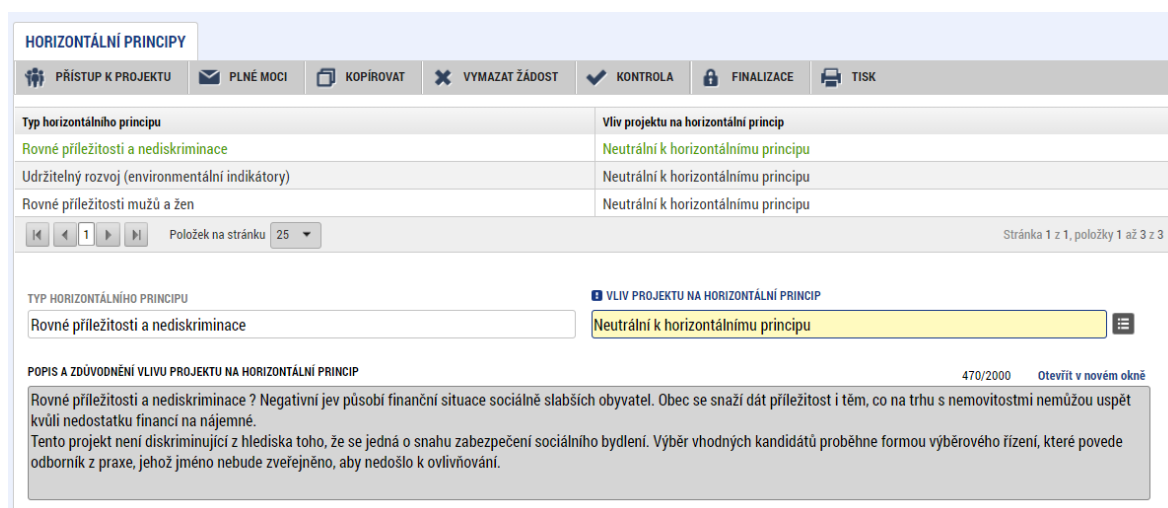 HORIZONTÁLNÍ PRINCIPY
PŘÍSTUP K PROJEKTU PLNÉ MOCI KOPÍROVAT VYMAZAT ŽÁDOST KONTROLA FINALIZACE TISK
Typ horizontálního principu Vliv projektu na horizontální princip
Rovné příležitosti a nediskriminace Neutrální k horizontálnímu principu
Udržitelný rozvoj (environmentální indikátory) Neutrální k horizontálnímu principu
Rovné příležitosti mužů a žen Neutrální k horizontálnímu principu
1 Položek na stránku 25 Stránka 1 z 1, položky 1 až 3 z 3
TYP HORIZONTÁLNÍHO PRINCIPU VLIV PROJEKTU NA HORIZONTÁLNÍ PRINCIP
Rovné příležitosti a nediskriminace Neutrální k horizontálnímu principu
POPIS A ZDŮVODNĚNÍ VLIVU PROJEKTU NA HORIZONTÁLNÍ PRINCIP 470/2000 Otevřít v novém okně
Rovné příležitosti a nediskriminace ? Negativní jev působí finanční situace sociálně slabších obyvatel. Obec se snaží dát příležitost i těm, co na trhu s nemovitostmi nemůžou uspět
kvůli nedostatku financí na nájemné.
Tento projekt není diskriminující z hlediska toho, že se jedná o snahu zabezpečení sociálního bydlení. Výběr vhodných kandidátů proběhne formou výběrového řízení, které povede
odborník z praxe, jehož jméno nebude zveřejněno, aby nedošlo k ovlivňování.